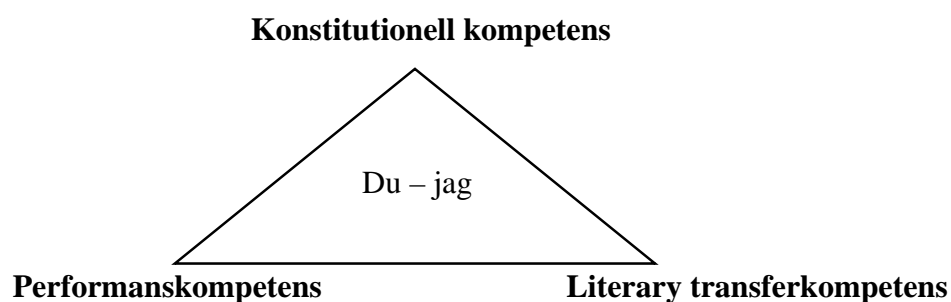 Konstitutionell kompetens
Du – jag
Performanskompetens
Literary transferkompetens